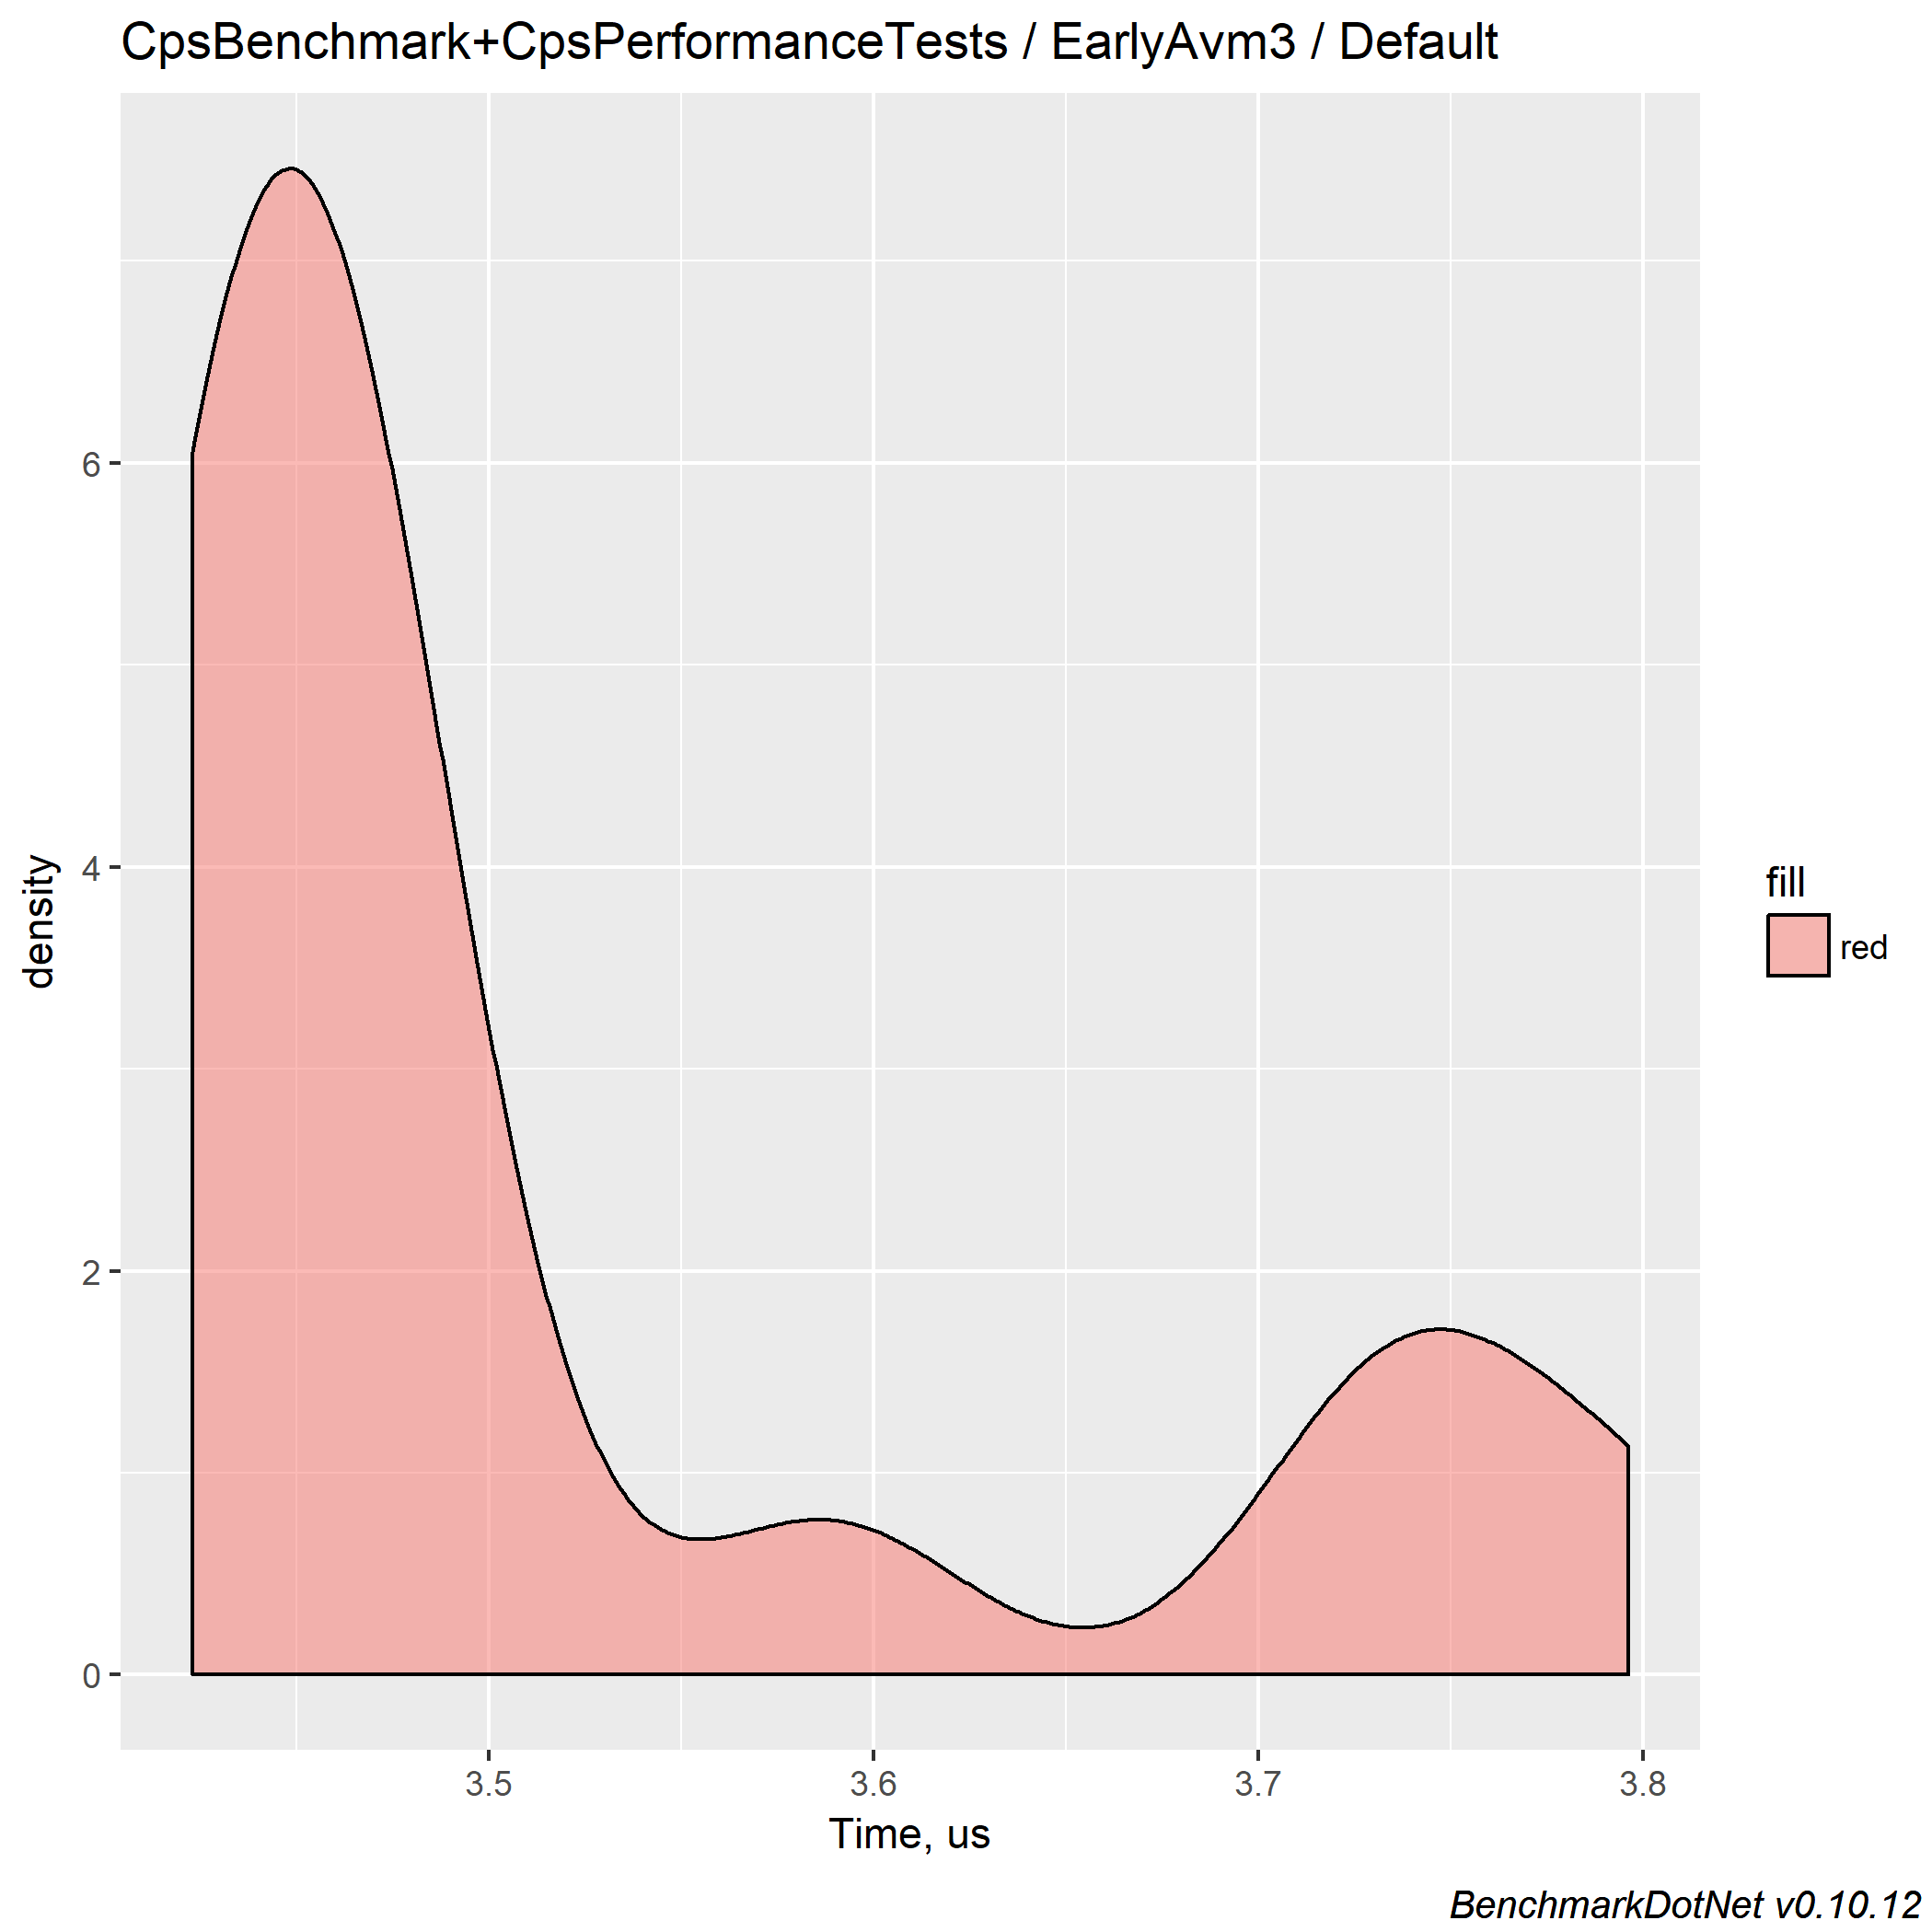 CpsBenchmark+CpsPerformanceTests / EarlyAvm3 / Default
density
6
4
2
0
3.5 3.6 3.7 3.8
Time, us
fill
red
BenchmarkDotNet v0.10.12